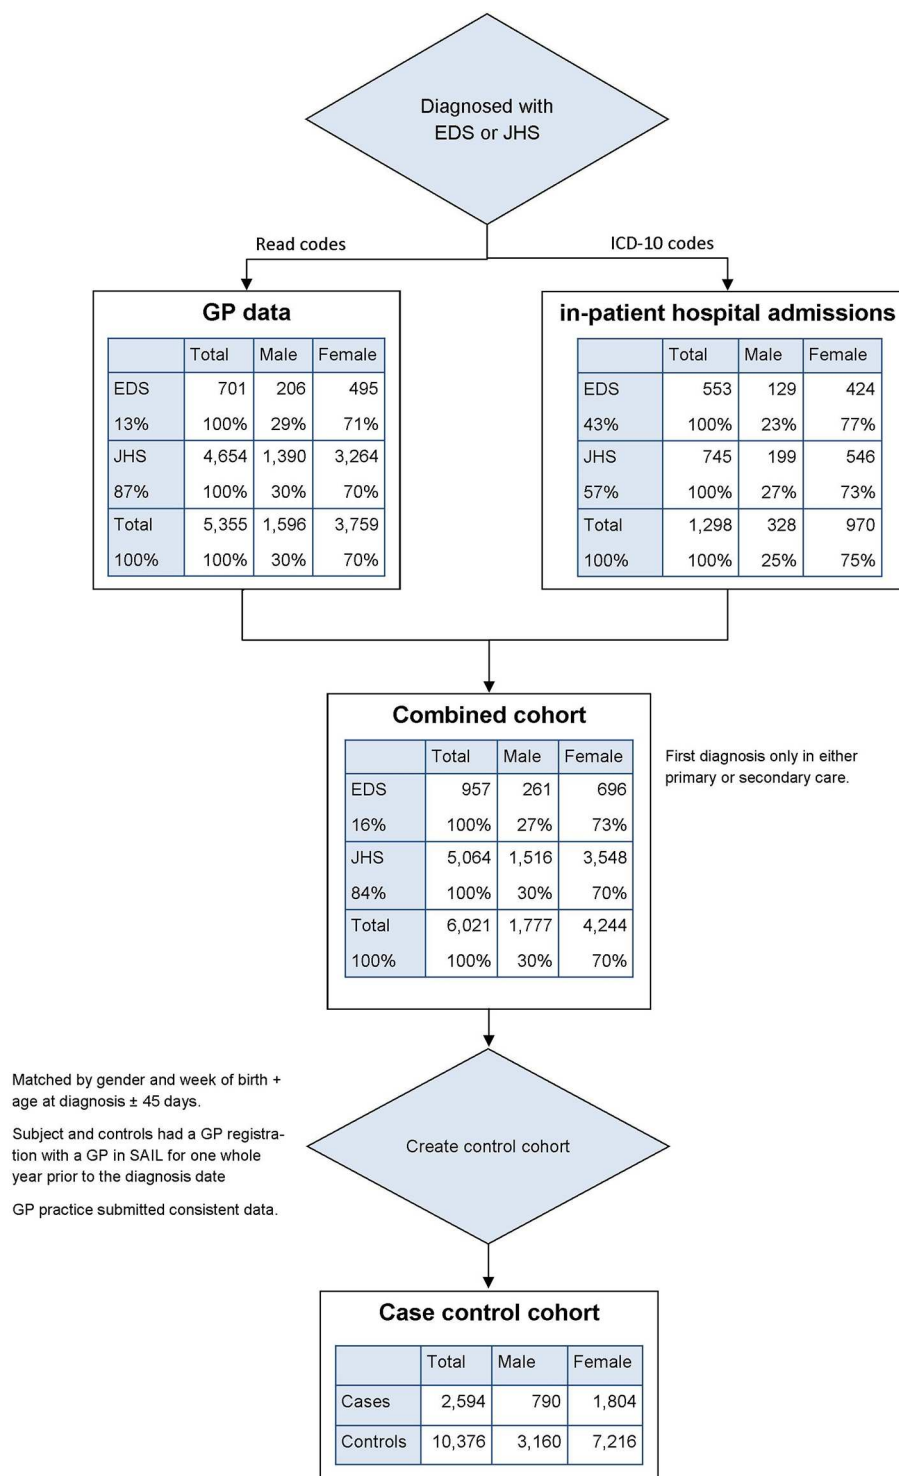 Diagnosed with
EDS or JHS
Read codes
ICD-10 codes
GP data
Total Male Female
EDS 701 206 495
13% 100% 29% 71%
JHS 4,654 1,390 3,264
87% 100% 30% 70%
Total 5,355 1,596 3,759
100% 100% 30% 70%
in-patient hospital admissions
Total Male Female
EDS 553 129 424
43% 100% 23% 77%
JHS 745 199 546
57% 100% 27% 73%
Total 1,298 328 970
100% 100% 25% 75%
Combined cohort
Total Male Female
EDS 957 261 696
16% 100% 27% 73%
JHS 5,064 1,516 3,548
84% 100% 30% 70%
Total 6,021 1,777 4,244
100% 100% 30% 70%
First diagnosis only in either
primary or secondary care.
Matched by gender and week of birth +
age at diagnosis ± 45 days.
Subject and controls had a GP registra-
tion with a GP in SAIL for one whole
year prior to the diagnosis date
GP practice submitted consistent data.
Create control cohort
Case control cohort
Total Male Female
Cases 2,594 790 1,804
Controls 10,376 3,160 7,216